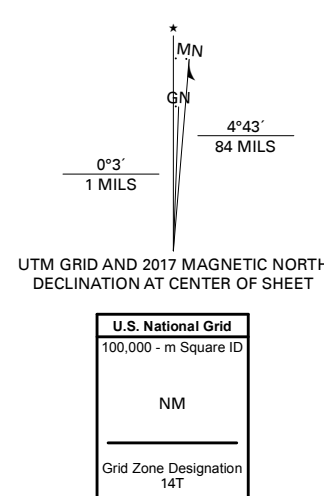 ★
MN
GN
4°43´
84 MILS
0°3´
1 MILS
UTM GRID AND 2017 MAGNETIC NORTH
DECLINATION AT CENTER OF SHEET
U.S. National Grid
100,000 - m Square ID
NM
Grid Zone Designation
14T